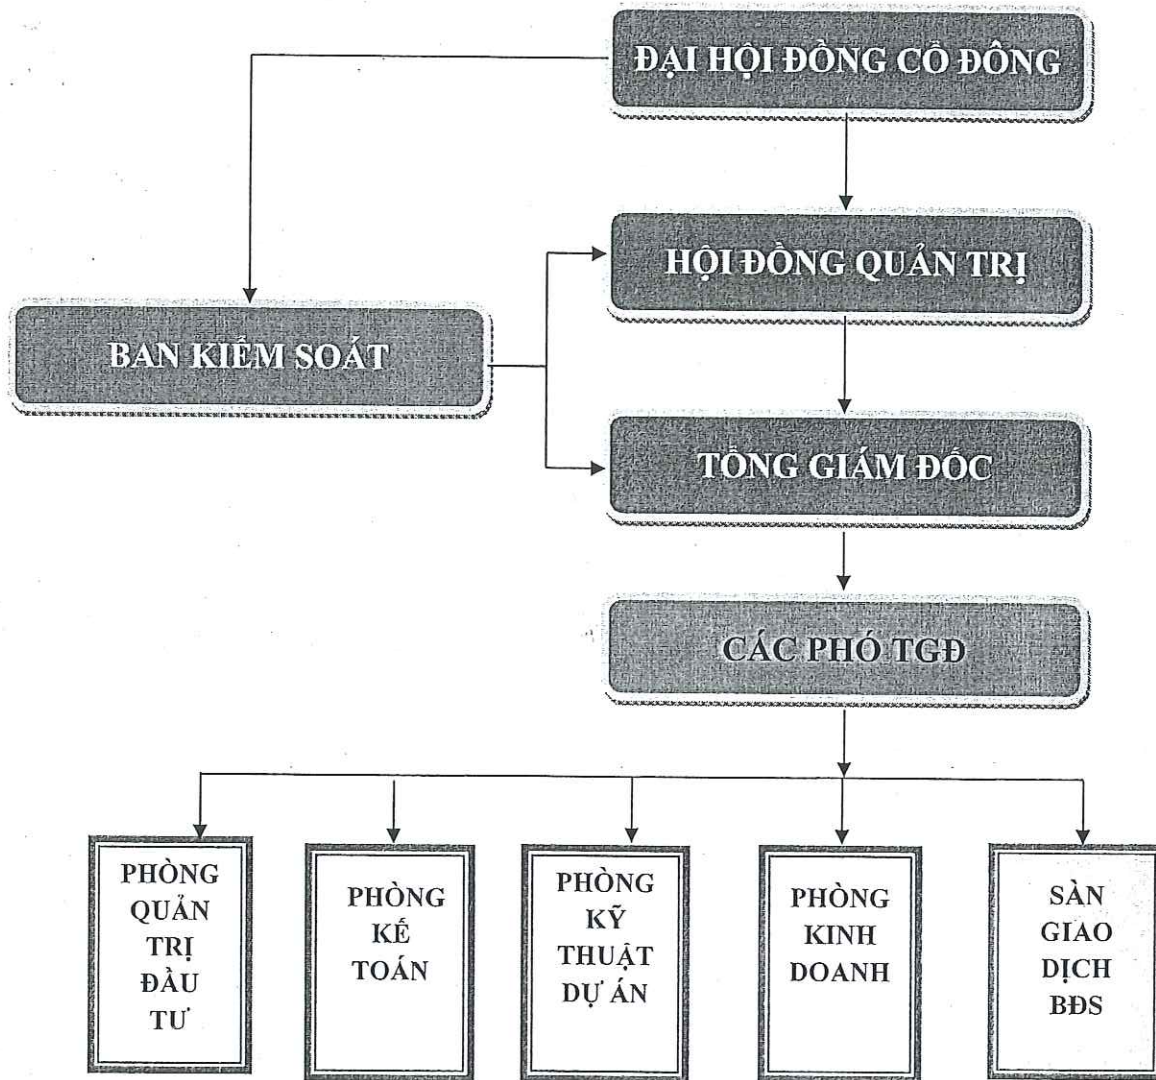 ĐẠI HỘI ĐỒNG CỔ ĐÔNG
HỘI ĐỒNG QUẢN TRỊ
BAN KIỂM SOÁT
TỔNG GIÁM ĐỐC
CÁC PHÓ TGĐ
PHÒNG
QUẢN
TRỊ
ĐẦU
TƯ
PHÒNG
KẾ
TOÁN
PHÒNG
KỸ
THUẬT
DỰ ÁN
PHÒNG
KINH
DOANH
SÀN
GIAO
DỊCH
BĐS